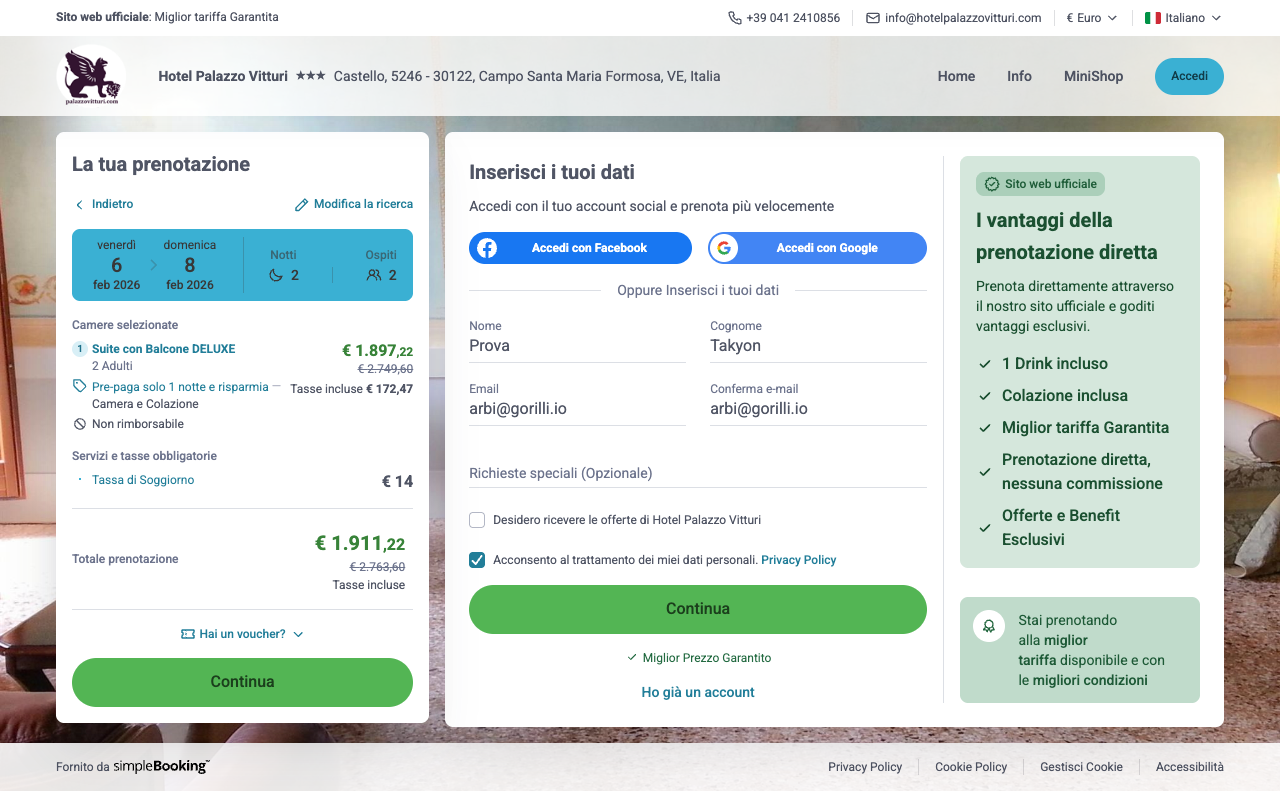 Sito web ufficiale: Miglior tariffa Garantita
+39 041 2410856
info@hotelpalazzovitturi.com
€ Euro
Italiano
palazzovitturi.com
Hotel Palazzo Vitturi ★★★ Castello, 5246 - 30122, Campo Santa Maria Formosa, VE, Italia
Home
Info
MiniShop
Accedi
La tua prenotazione
Indietro
Modifica la ricerca
venerdì
6
feb 2026
domenica
8
feb 2026
Notti
2
Ospiti
2
Camere selezionate
1 Suite con Balcone DELUXE
€ 1.897,22
2 Adulti
€ 2.749,60
Pre-paga solo 1 notte e risparmia —
Tasse incluse € 172,47
Camera e Colazione
Non rimborsabile
Servizi e tasse obbligatorie
· Tassa di Soggiorno
€ 14
Totale prenotazione
€ 1.911,22
€ 2.763,60
Tasse incluse
Hai un voucher?
Continua
Inserisci i tuoi dati
Accedi con il tuo account social e prenota più velocemente
Accedi con Facebook
Accedi con Google
Oppure Inserisci i tuoi dati
Nome
Prova
Cognome
Takyon
Email
arbi@gorilli.io
Conferma e-mail
arbi@gorilli.io
Richieste speciali (Opzionale)
Desidero ricevere le offerte di Hotel Palazzo Vitturi
Acconsento al trattamento dei miei dati personali. Privacy Policy
Continua
Miglior Prezzo Garantito
Ho già un account
Sito web ufficiale
I vantaggi della
prenotazione diretta
Prenota direttamente attraverso
il nostro sito ufficiale e goditi
vantaggi esclusivi.
1 Drink incluso
Colazione inclusa
Miglior tariffa Garantita
Prenotazione diretta,
nessuna commissione
Offerte e Benefit
Esclusivi
Stai prenotando
alla miglior
tariffa disponibile e con
le migliori condizioni
Fornito da simpleBooking
Privacy Policy
Cookie Policy
Gestisci Cookie
Accessibilità